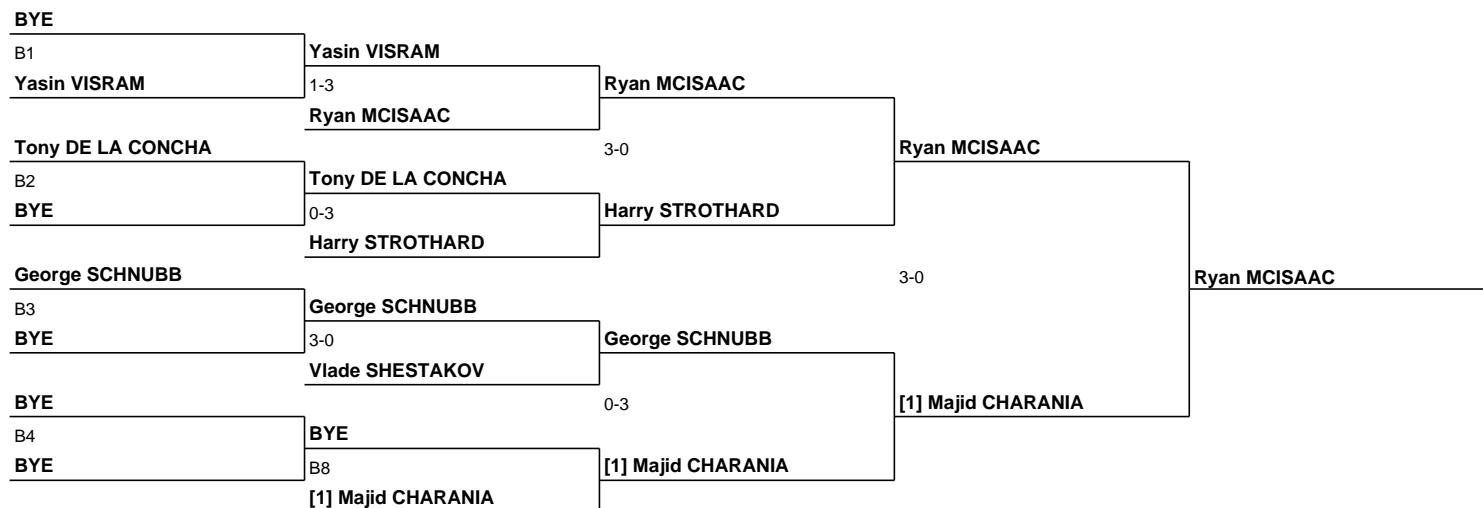 BYE
B1
Yasin VISRAM
Yasin VISRAM
1-3
Ryan MCISAAC
Ryan MCISAAC
Tony DE LA CONCHA
B2
BYE
Tony DE LA CONCHA
0-3
Harry STROTHARD
3-0
Harry STROTHARD
Ryan MCISAAC
George SCHNUBB
B3
BYE
George SCHNUBB
3-0
Vlade SHESTAKOV
George SCHNUBB
BYE
B4
BYE
BYE
B8
[1] Majid CHARANIA
0-3
[1] Majid CHARANIA
[1] Majid CHARANIA
3-0
Ryan MCISAAC